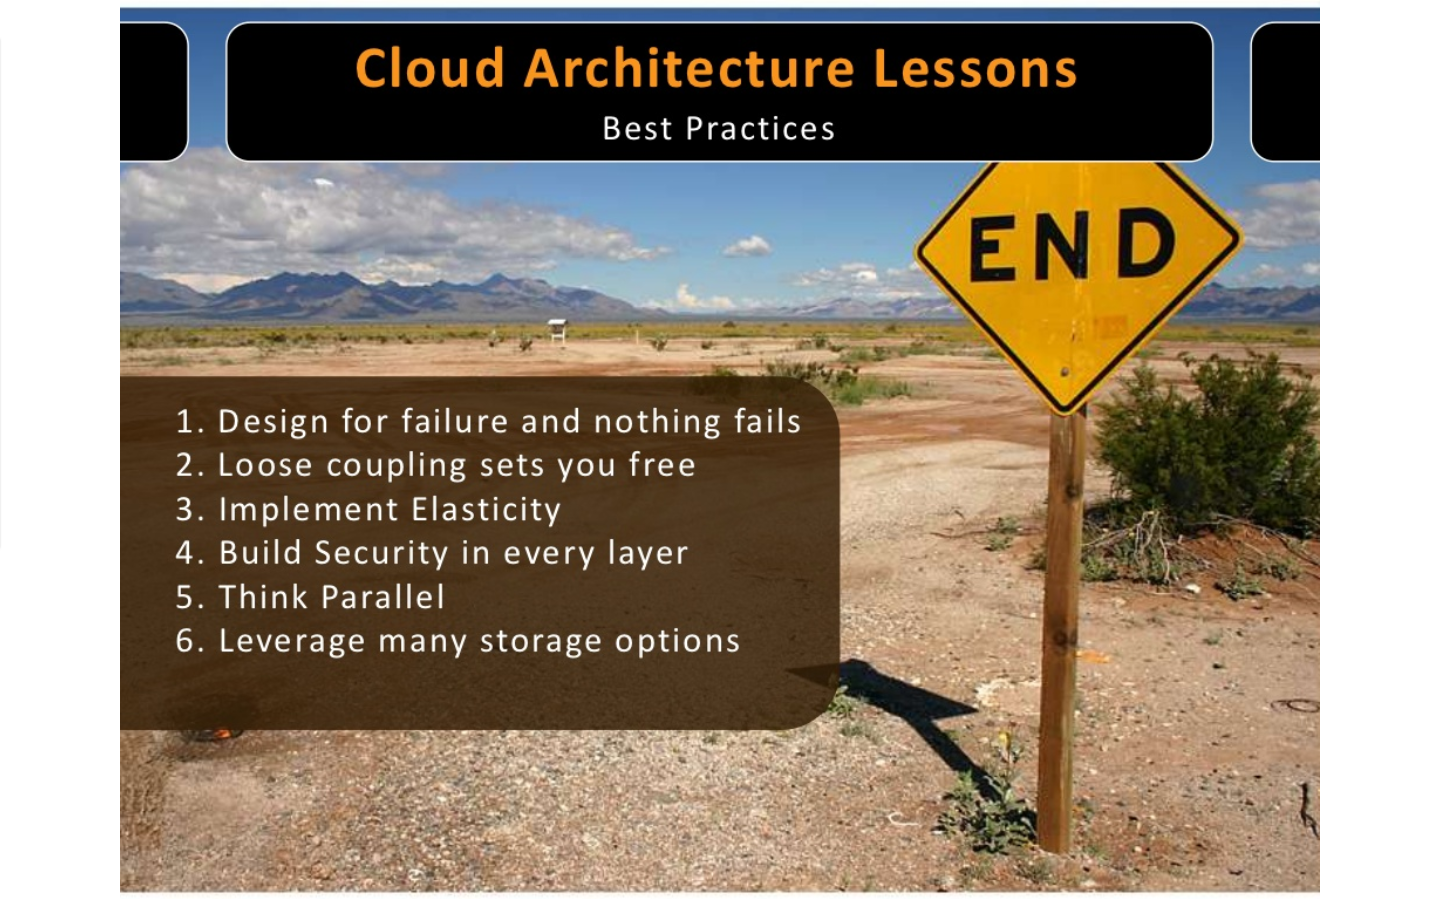 Cloud Architecture Lessons
Best Practices
END
1. Design for failure and nothing fails
2. Loose coupling sets you free
3. Implement Elasticity
4. Build Security in every layer
5. Think Parallel
6. Leverage many storage options